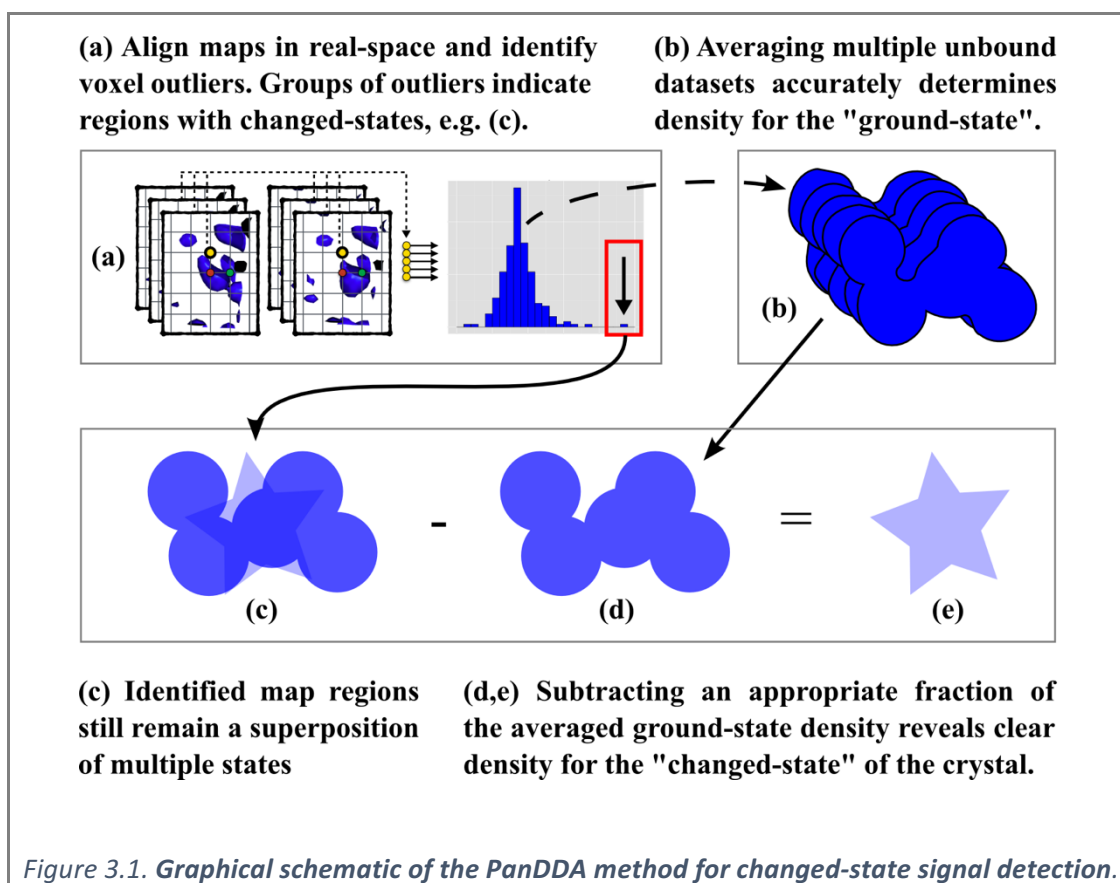 (a) Align maps in real-space and identify
voxel outliers. Groups of outliers indicate
regions with changed-states, e.g. (c).
(b) Averaging multiple unbound
datasets accurately determines
density for the "ground-state".
(a)
(b)
-
=
(c)
(d)
(e)
(c) Identified map regions
still remain a superposition
of multiple states
(d,e) Subtracting an appropriate fraction of
the averaged ground-state density reveals clear
density for the "changed-state" of the crystal.
Figure 3.1. Graphical schematic of the PanDDA method for changed-state signal detection.